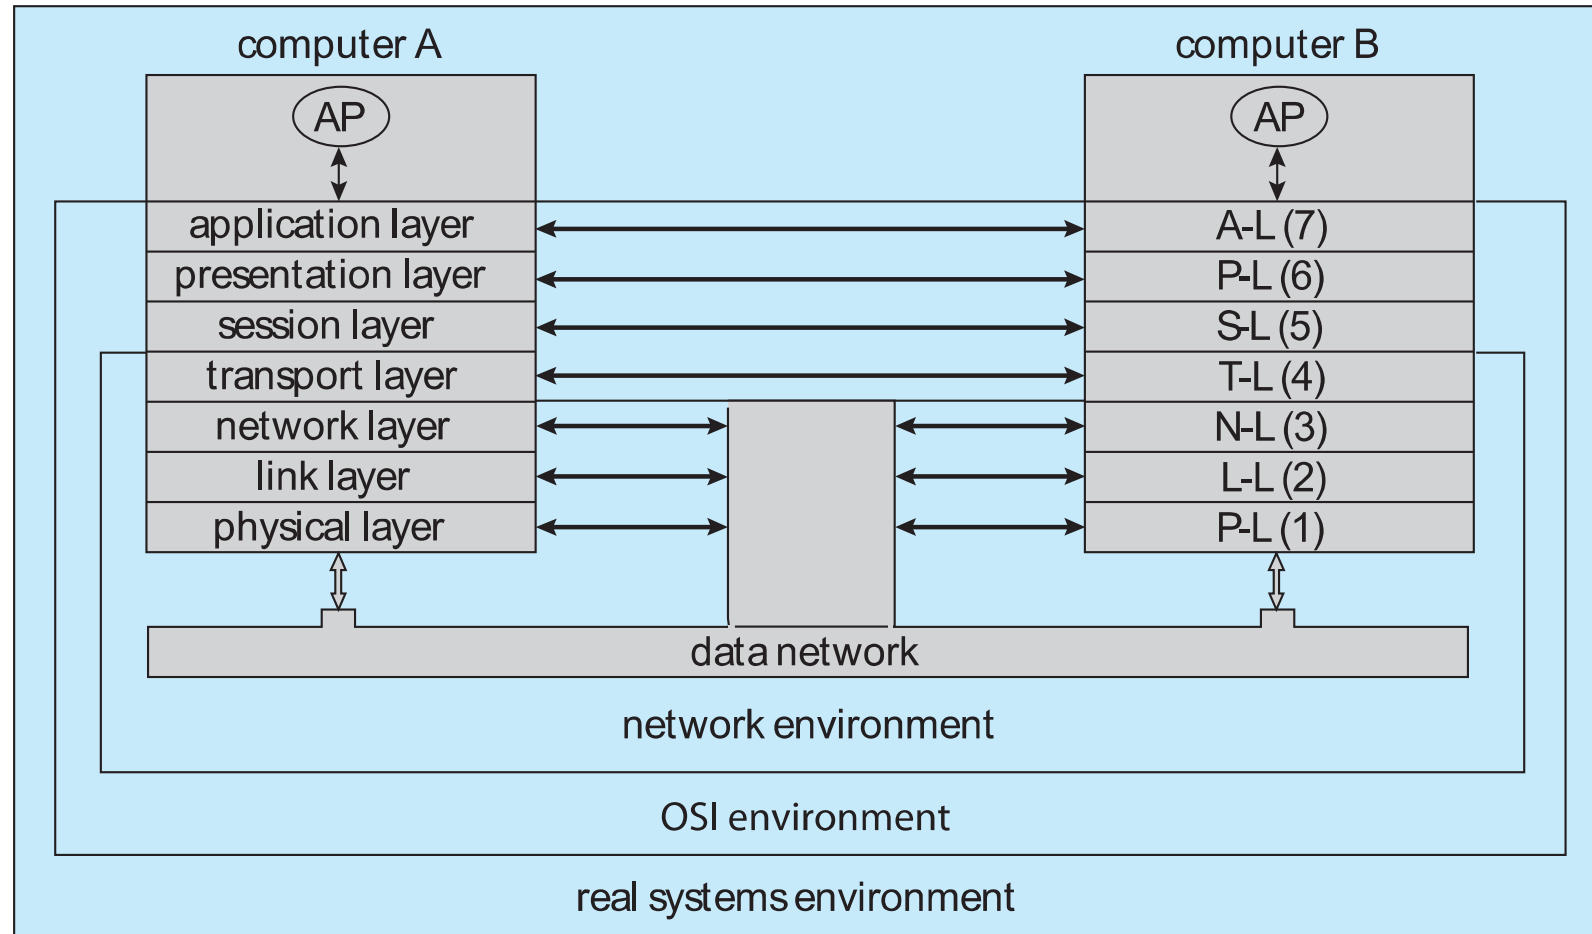 computer A
computer B
AP
AP
application layer
A-L (7)
presentation layer
P-L (6)
session layer
S-L (5)
transport layer
T-L (4)
network layer
N-L (3)
link layer
L-L (2)
physical layer
P-L (1)
data network
network environment
OSI environment
real systems environment